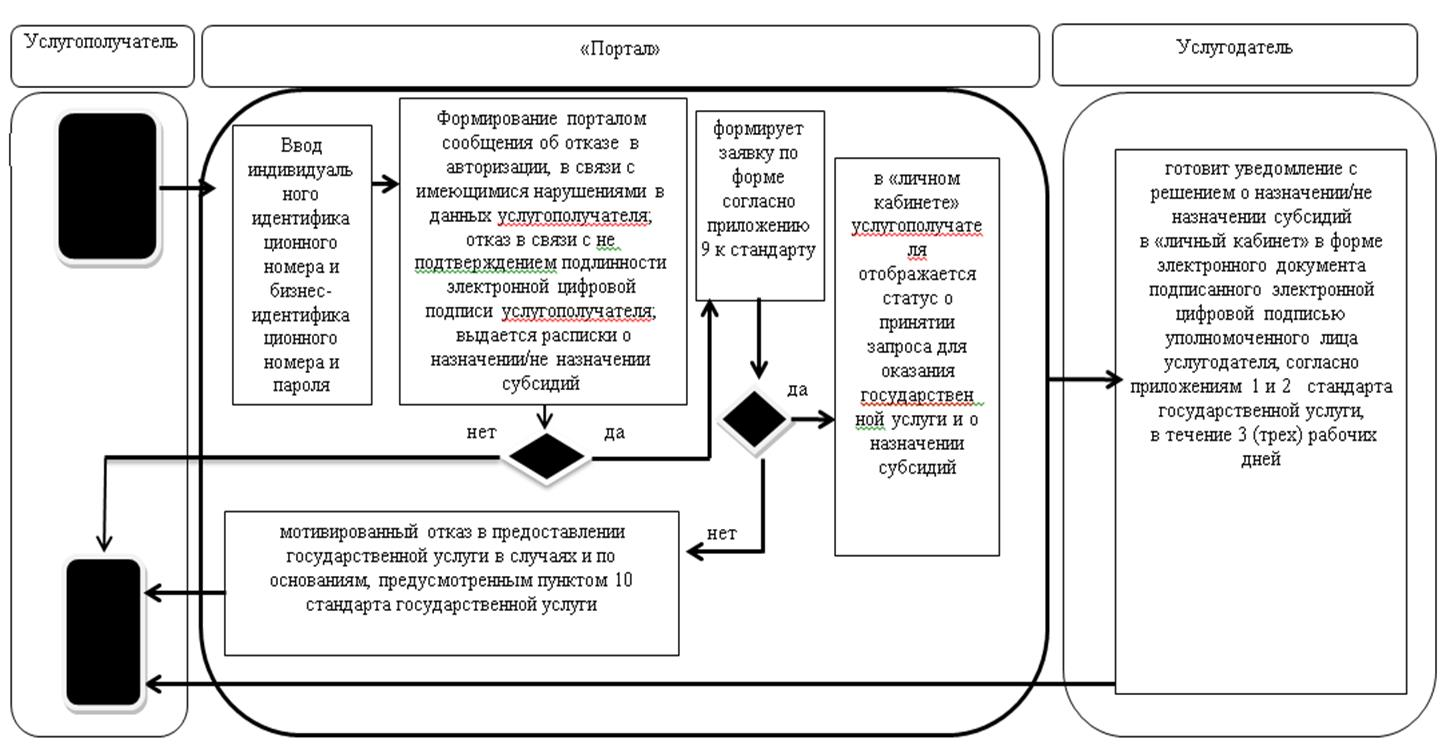 Услугополучатель
«Портал»
Услугодатель
Ввод
индивидуаль
ного
идентифика
ционного
номера и
бизнес-
идентифика
ционного
номера и
пароля
Формирование порталом
сообщения об отказе в
авторизации, в связи с
имеющимися нарушениями в
данных услугополучателя;
отказ в связи с не
подтверждением подлинности
электронной цифровой
подписи услугополучателя;
выдается расписки о
назначении/не назначении
субсидий
формирует
заявку по
форме
согласно
приложению
9 к стандарту
в «личном
кабинете»
услугополучате
ля
отображается
статус о
принятии
запроса для
оказания
государствен
ной услуги и о
назначении
субсидий
готовит уведомление с
решением о назначении/не
назначении субсидий
в «личный кабинет» в форме
электронного документа
подписанного электронной
цифровой подписью
уполномоченного лица
услугодателя, согласно
приложениям 1 и 2 стандарта
государственной услуги,
в течение 3 (трех) рабочих
дней
нет
да
да
нет
мотивированный отказ в предоставлении
государственной услуги в случаях и по
основаниям, предусмотренным пунктом 10
стандарта государственной услуги